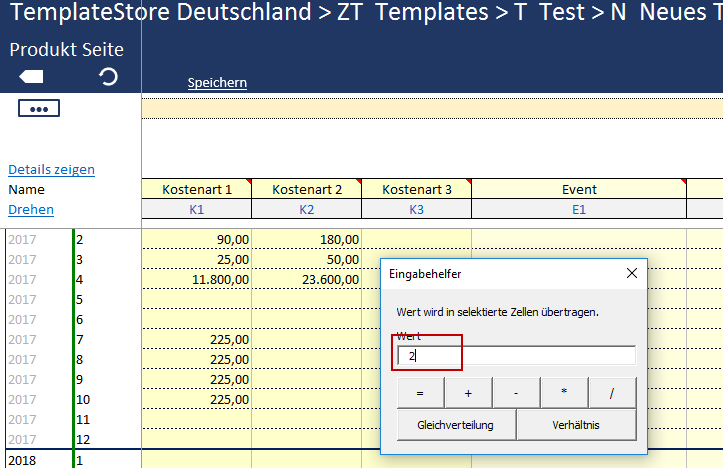 TemplateStore Deutschland > ZT Templates > T Test > N Neues T
Produkt Seite
Speichern
•••
Details zeigen
Name Kostenart 1 Kostenart 2 Kostenart 3 Event
Drehen K1 K2 K3 E1
2017 2 90,00 180,00
2017 3 25,00 50,00
2017 4 11.800,00 23.600,00
2017 5
2017 6
2017 7 225,00
2017 8 225,00
2017 9 225,00
2017 10 225,00
2017 11
2017 12
2018 1
Eingabehelfer
Wert wird in selektierte Zellen übertragen.
Wert
2
= + - * /
Gleichverteilung Verhältnis